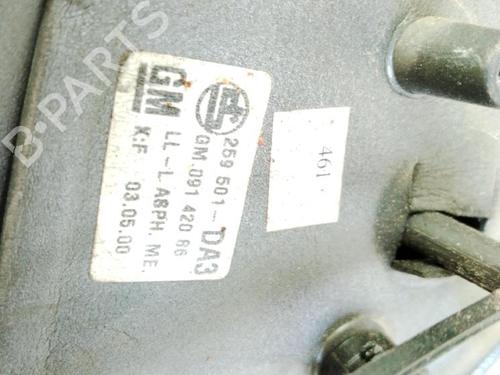 259 501-DA3
GM 091 420 86
GM
LL-L ASPH. ME.
K:F 03.05.00
461
B-PARTS